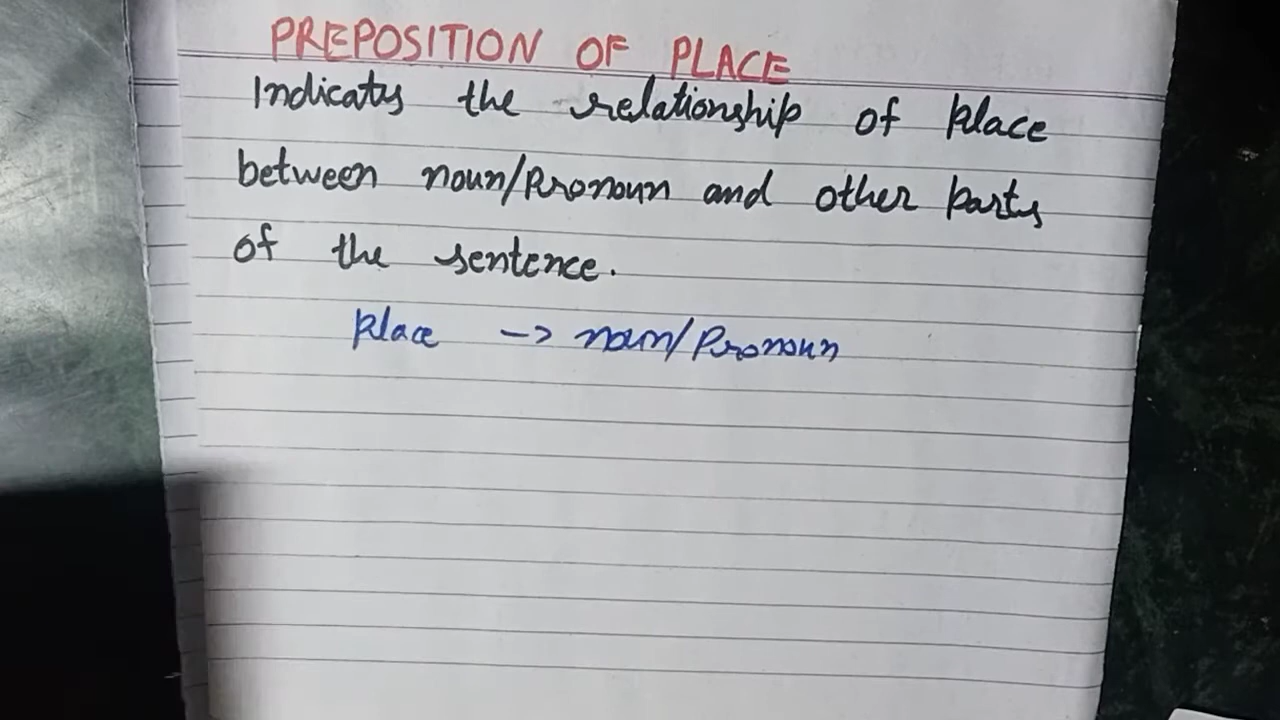 PREPOSITION OF PLACE
Indicates the relationship of place
between noun/Pronoun and other parts
of the sentence.
place -> noun/Pronoun